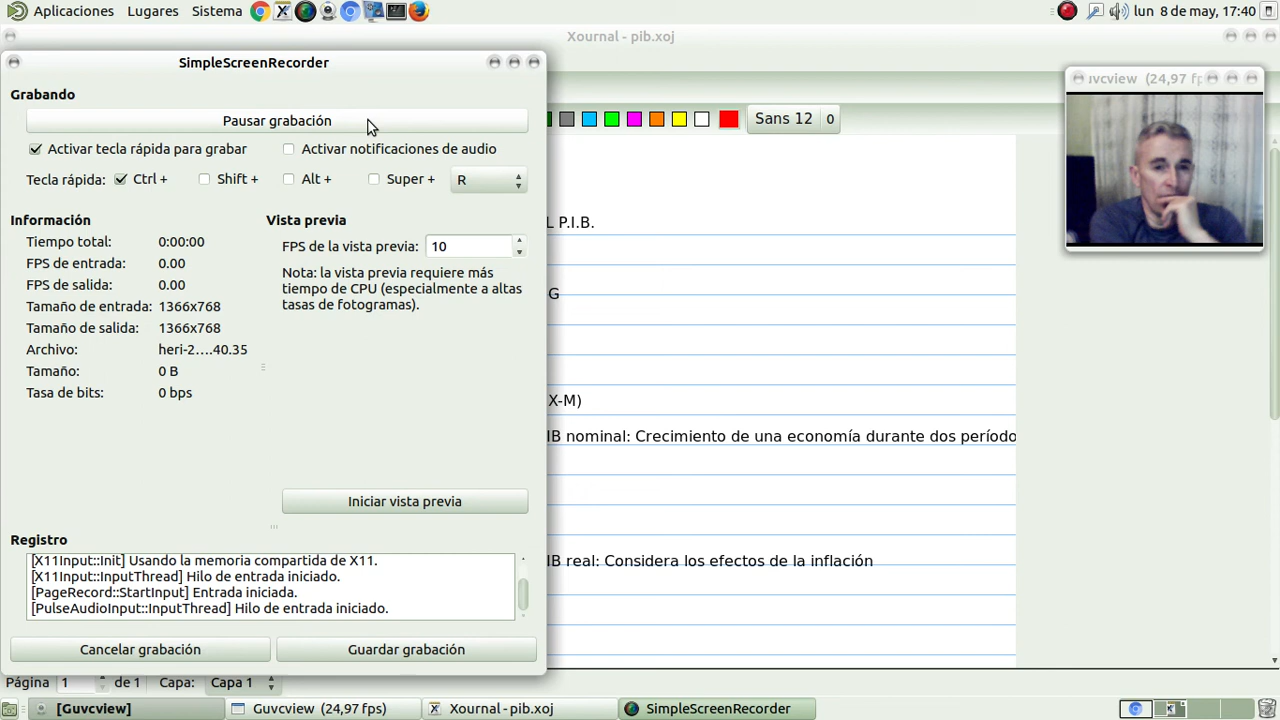 Aplicaciones Lugares Sistema lun 8 de may, 17:40
Xournal - pib.xoj
SimpleScreenRecorder
Guvcview (24,97 fp
Grabando
Pausar grabación
Sans 12 0
Activar tecla rápida para grabar Activar notificaciones de audio
Tecla rápida: Ctrl + Shift + Alt + Super + R
Información
Tiempo total: 0:00:00
FPS de entrada: 0.00
FPS de salida: 0.00
Tamaño de entrada: 1366x768
Tamaño de salida: 1366x768
Archivo: heri-2....40.35
Tamaño: 0 B
Tasa de bits: 0 bps
Vista previa
FPS de la vista previa: 10
Nota: la vista previa requiere más
tiempo de CPU (especialmente a altas
tasas de fotogramas).
Iniciar vista previa
L P.I.B.
G
X-M)
IB nominal: Crecimiento de una economía durante dos período
IB real: Considera los efectos de la inflación
Registro
[X11Input::Init] Usando la memoria compartida de X11.
[X11Input::InputThread] Hilo de entrada iniciado.
[PageRecord::StartInput] Entrada iniciada.
[PulseAudioInput::InputThread] Hilo de entrada iniciado.
Cancelar grabación Guardar grabación
Página 1 de 1 Capa: Capa 1
[Guvcview] Guvcview (24,97 fps) Xournal - pib.xoj SimpleScreenRecorder